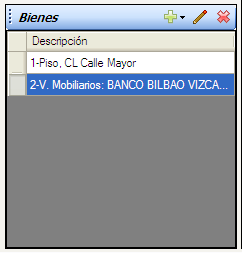 Bienes
Descripción
1-Piso, CL Calle Mayor
2-V. Mobiliarios: BANCO BILBAO VIZCA...